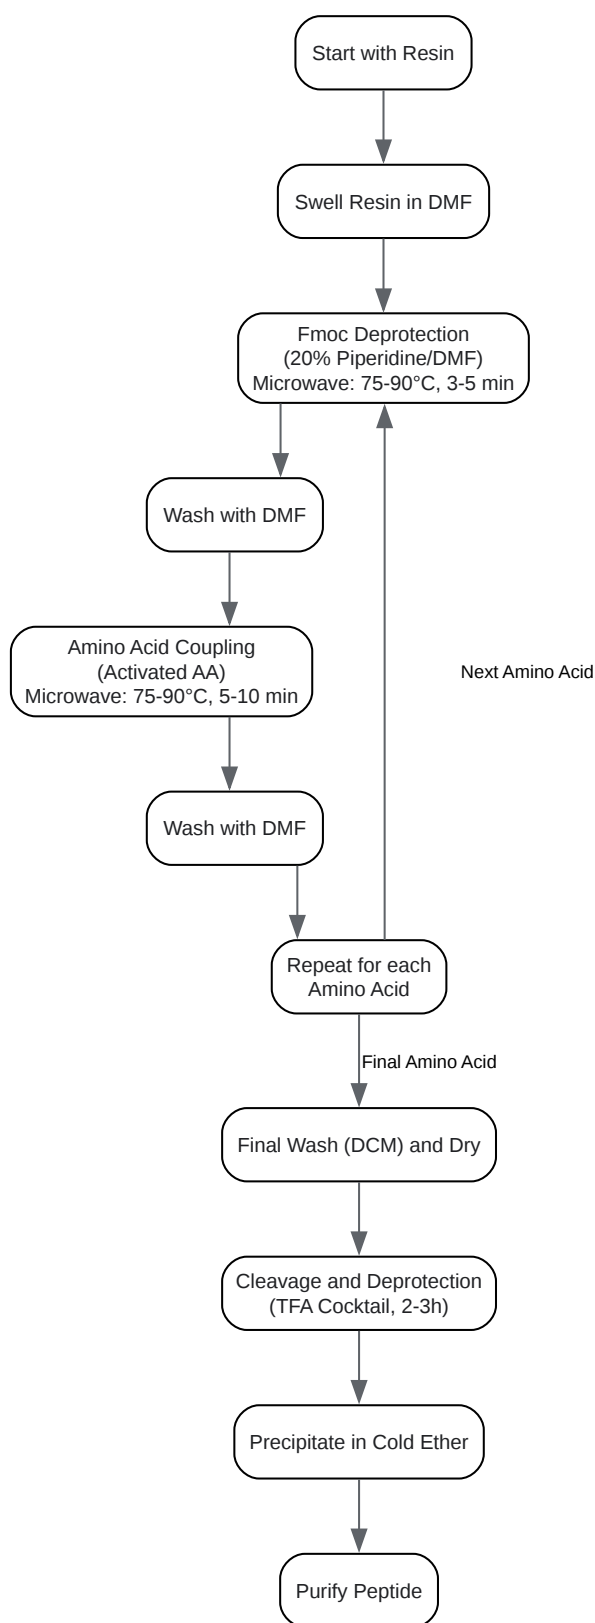 Start with Resin
Swell Resin in DMF
Fmoc Deprotection
(20% Piperidine/DMF)
Microwave: 75-90°C, 3-5 min
Wash with DMF
Amino Acid Coupling
(Activated AA)
Microwave: 75-90°C, 5-10 min
Next Amino Acid
Wash with DMF
Repeat for each
Amino Acid
Final Amino Acid
Final Wash (DCM) and Dry
Cleavage and Deprotection
(TFA Cocktail, 2-3h)
Precipitate in Cold Ether
Purify Peptide